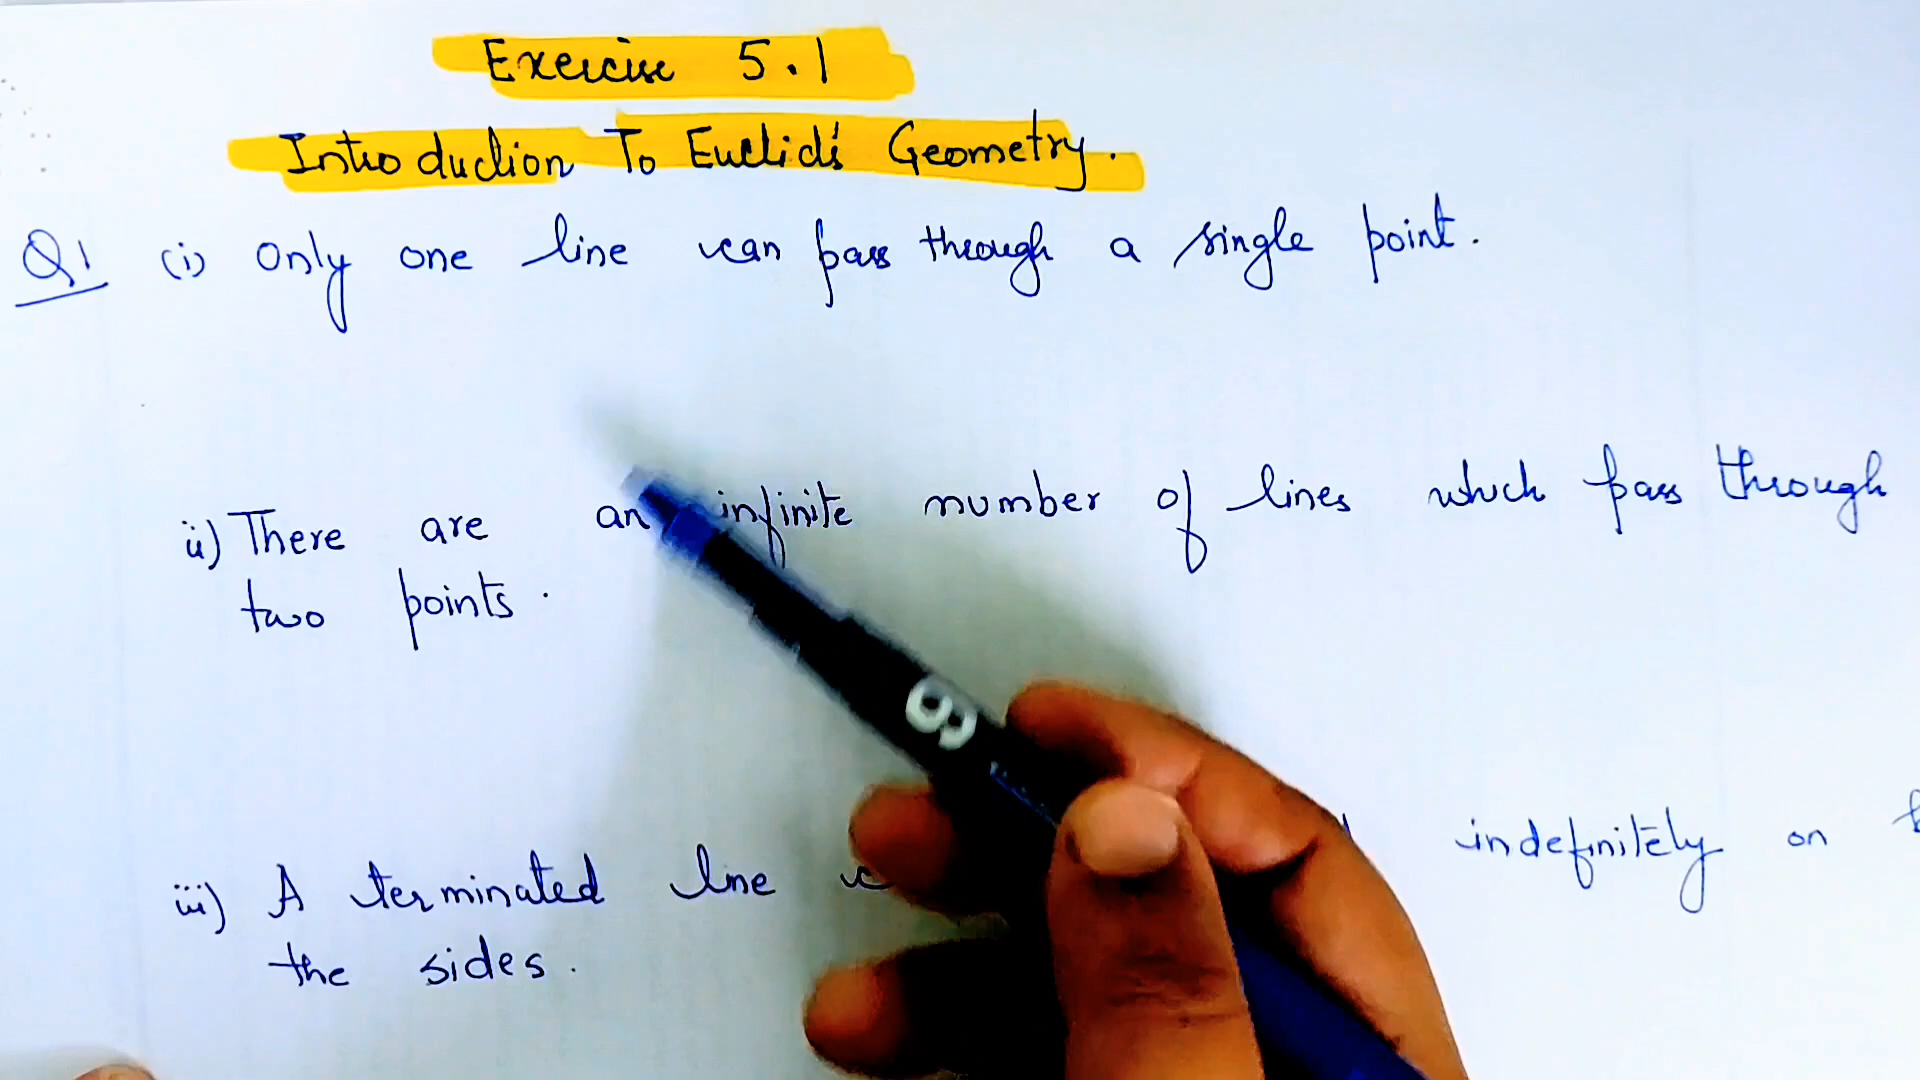 Exercise 5.1
Introduction To Euclid's Geometry.
Q1 (i) Only one line can pass through a single point.
ii) There are an infinite number of lines which pass through
two points.
iii) A terminated line indefinitely on
the sides.
9